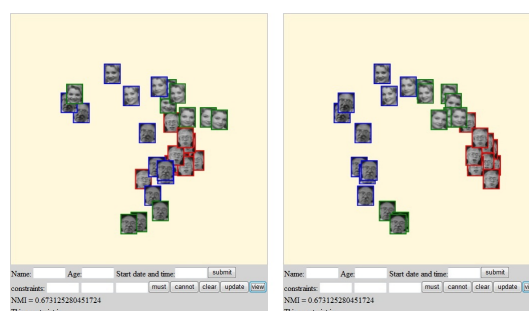 Name: Age: Start date and time: submit
constraints: must cannot clear update view
NMI = 0.673125280451724
Name: Age: Start date and time: submit
constraints: must cannot clear update
NMI = 0.673125280451724